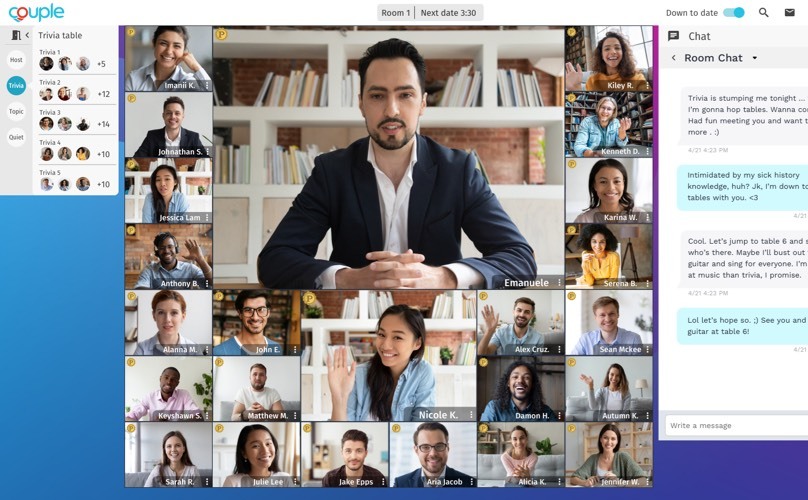 couple
Room 1 | Next date 3:30
Down to date
Trivia table
Host
Trivia
Topic
Quiet
Trivia 1
+5
Trivia 2
+12
Trivia 3
+14
Trivia 4
+10
Trivia 5
+10
Imanii K.
Johnathan S.
Jessica Lam
Anthony B.
Emanuele
Kiley R.
Kenneth D.
Karina W.
Serena B.
Alanna M.
John E.
Nicole K.
Alex Cruz.
Sean Mckee
Keyshawn S.
Matthew M.
Damon H.
Autumn K.
Sarah R.
Julie Lee
Jake Epps
Aria Jacob
Alicia K.
Jennifer W.
Chat
Room Chat
Trivia is stumping me tonight ...
I'm gonna hop tables. Wanna co
Had fun meeting you and want t
more . :)
4/21 4:23 PM
Intimidated by my sick history
knowledge, huh? Jk, I'm down to
tables with you. <3
4/21
Cool. Let's jump to table 6 and s
who's there. Maybe I'll bust out
guitar and sing for everyone. I'm
at music than trivia, I promise.
4/21 4:23 PM
Lol let's hope so. ;) See you and
guitar at table 6!
4/21
Write a message